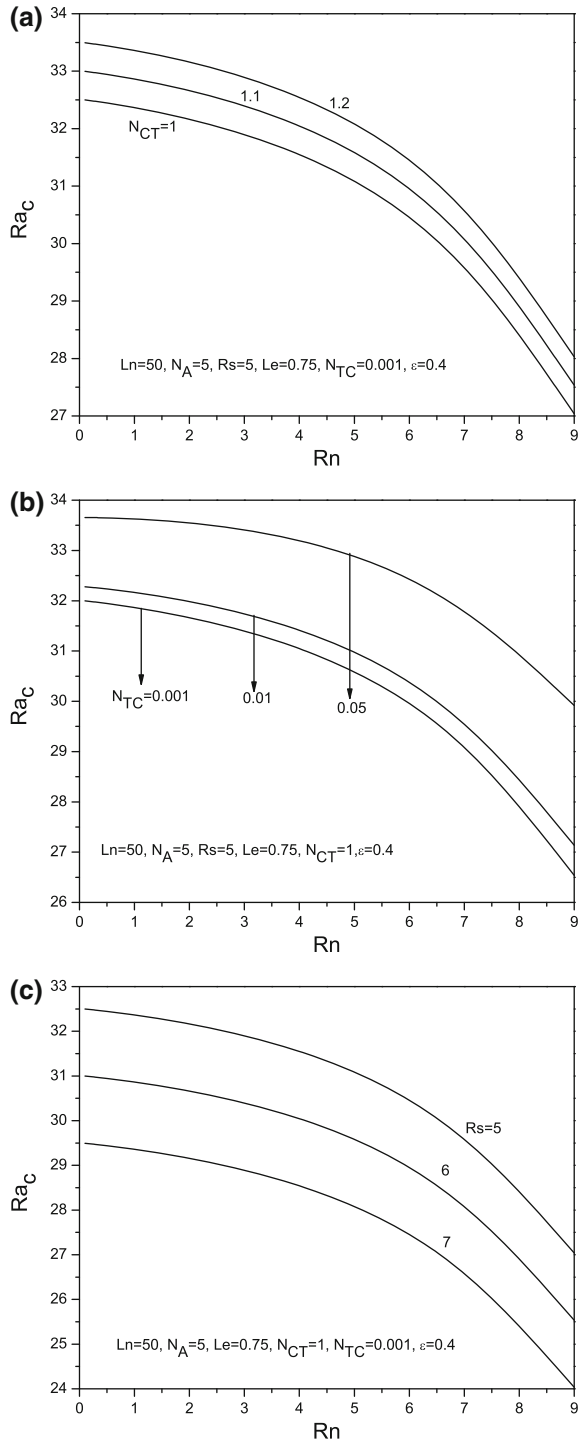 (a)
34
33
32
31
30
29
28
27
Ra_C
1.2
1.1
N_CT=1
Ln=50, N_A=5, Rs=5, Le=0.75, N_TC=0.001, ε=0.4
0 1 2 3 4 5 6 7 8 9
Rn
(b)
34
33
32
31
30
29
28
27
26
Ra_C
N_TC=0.001
0.01
0.05
Ln=50, N_A=5, Rs=5, Le=0.75, N_CT=1,ε=0.4
0 1 2 3 4 5 6 7 8 9
Rn
(c)
33
32
31
30
29
28
27
26
25
24
Ra_C
Rs=5
6
7
Ln=50, N_A=5, Le=0.75, N_CT=1, N_TC=0.001, ε=0.4
0 1 2 3 4 5 6 7 8 9
Rn